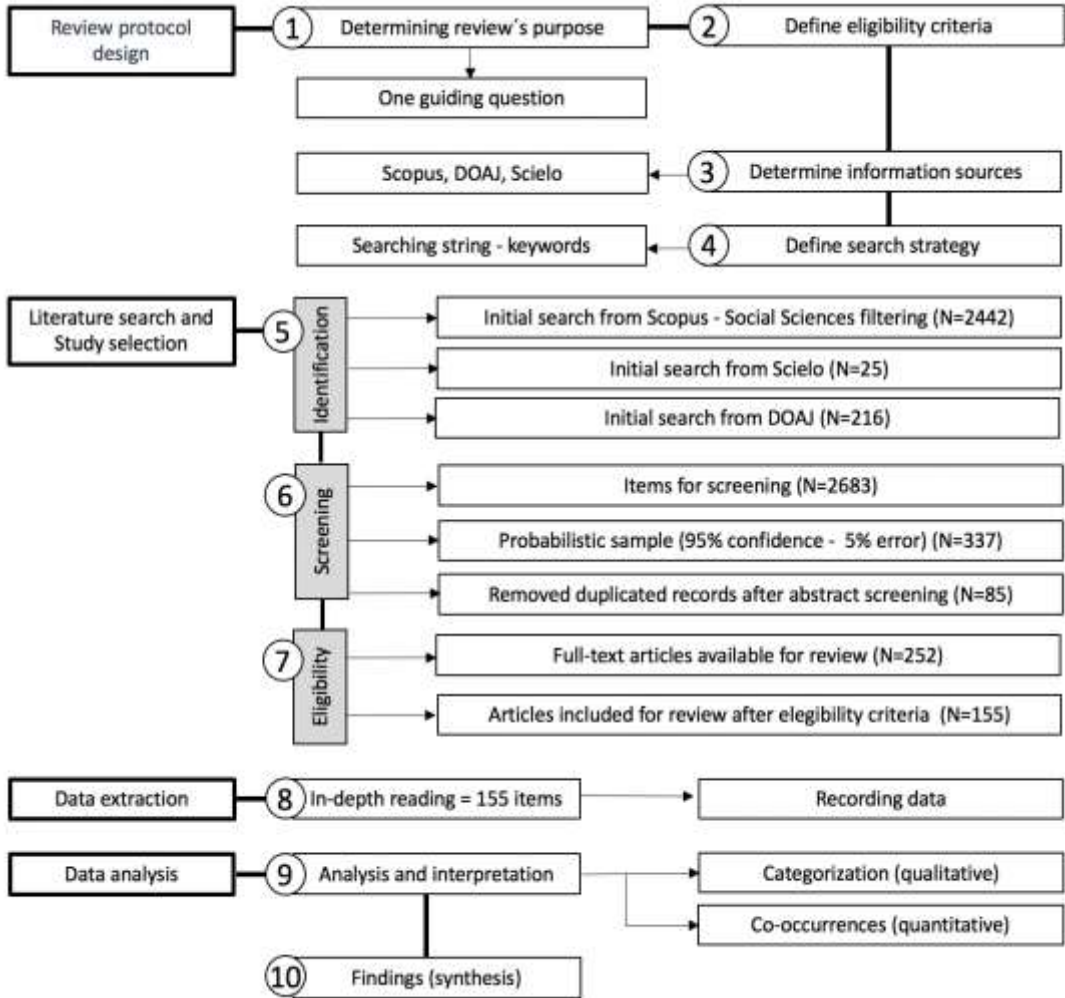 Review protocol
design
1
Determining review´s purpose
2
Define eligibility criteria
One guiding question
Scopus, DOAJ, Scielo
3
Determine information sources
Searching string - keywords
4
Define search strategy
Literature search and
Study selection
5
Identification
Initial search from Scopus - Social Sciences filtering (N=2442)
Initial search from Scielo (N=25)
Initial search from DOAJ (N=216)
6
Screening
Items for screening (N=2683)
Probabilistic sample (95% confidence - 5% error) (N=337)
Removed duplicated records after abstract screening (N=85)
7
Eligibility
Full-text articles available for review (N=252)
Articles included for review after elegibility criteria (N=155)
Data extraction
8
In-depth reading = 155 items
Recording data
Data analysis
9
Analysis and interpretation
Categorization (qualitative)
Co-occurrences (quantitative)
10
Findings (synthesis)